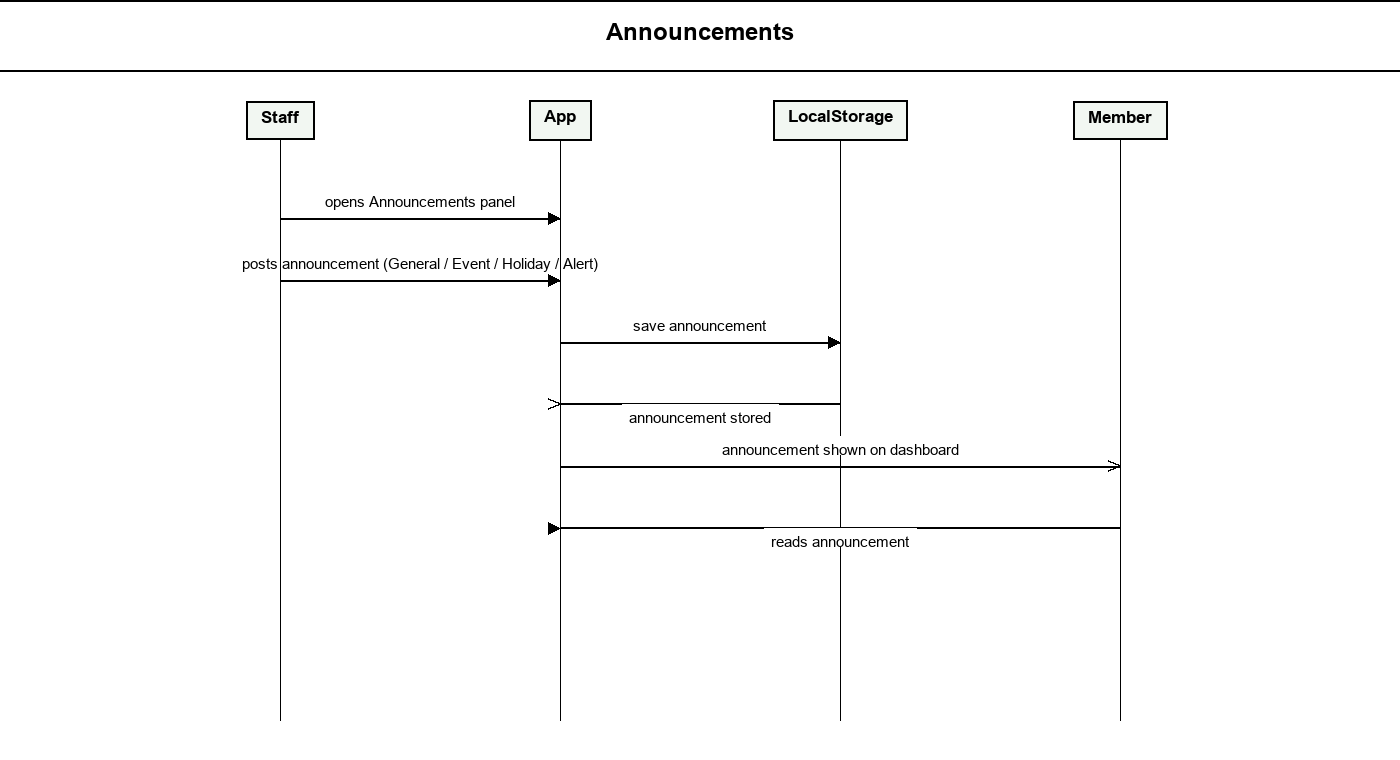 Announcements
Staff
App
LocalStorage
Member
opens Announcements panel
posts announcement (General / Event / Holiday / Alert)
save announcement
announcement stored
announcement shown on dashboard
reads announcement